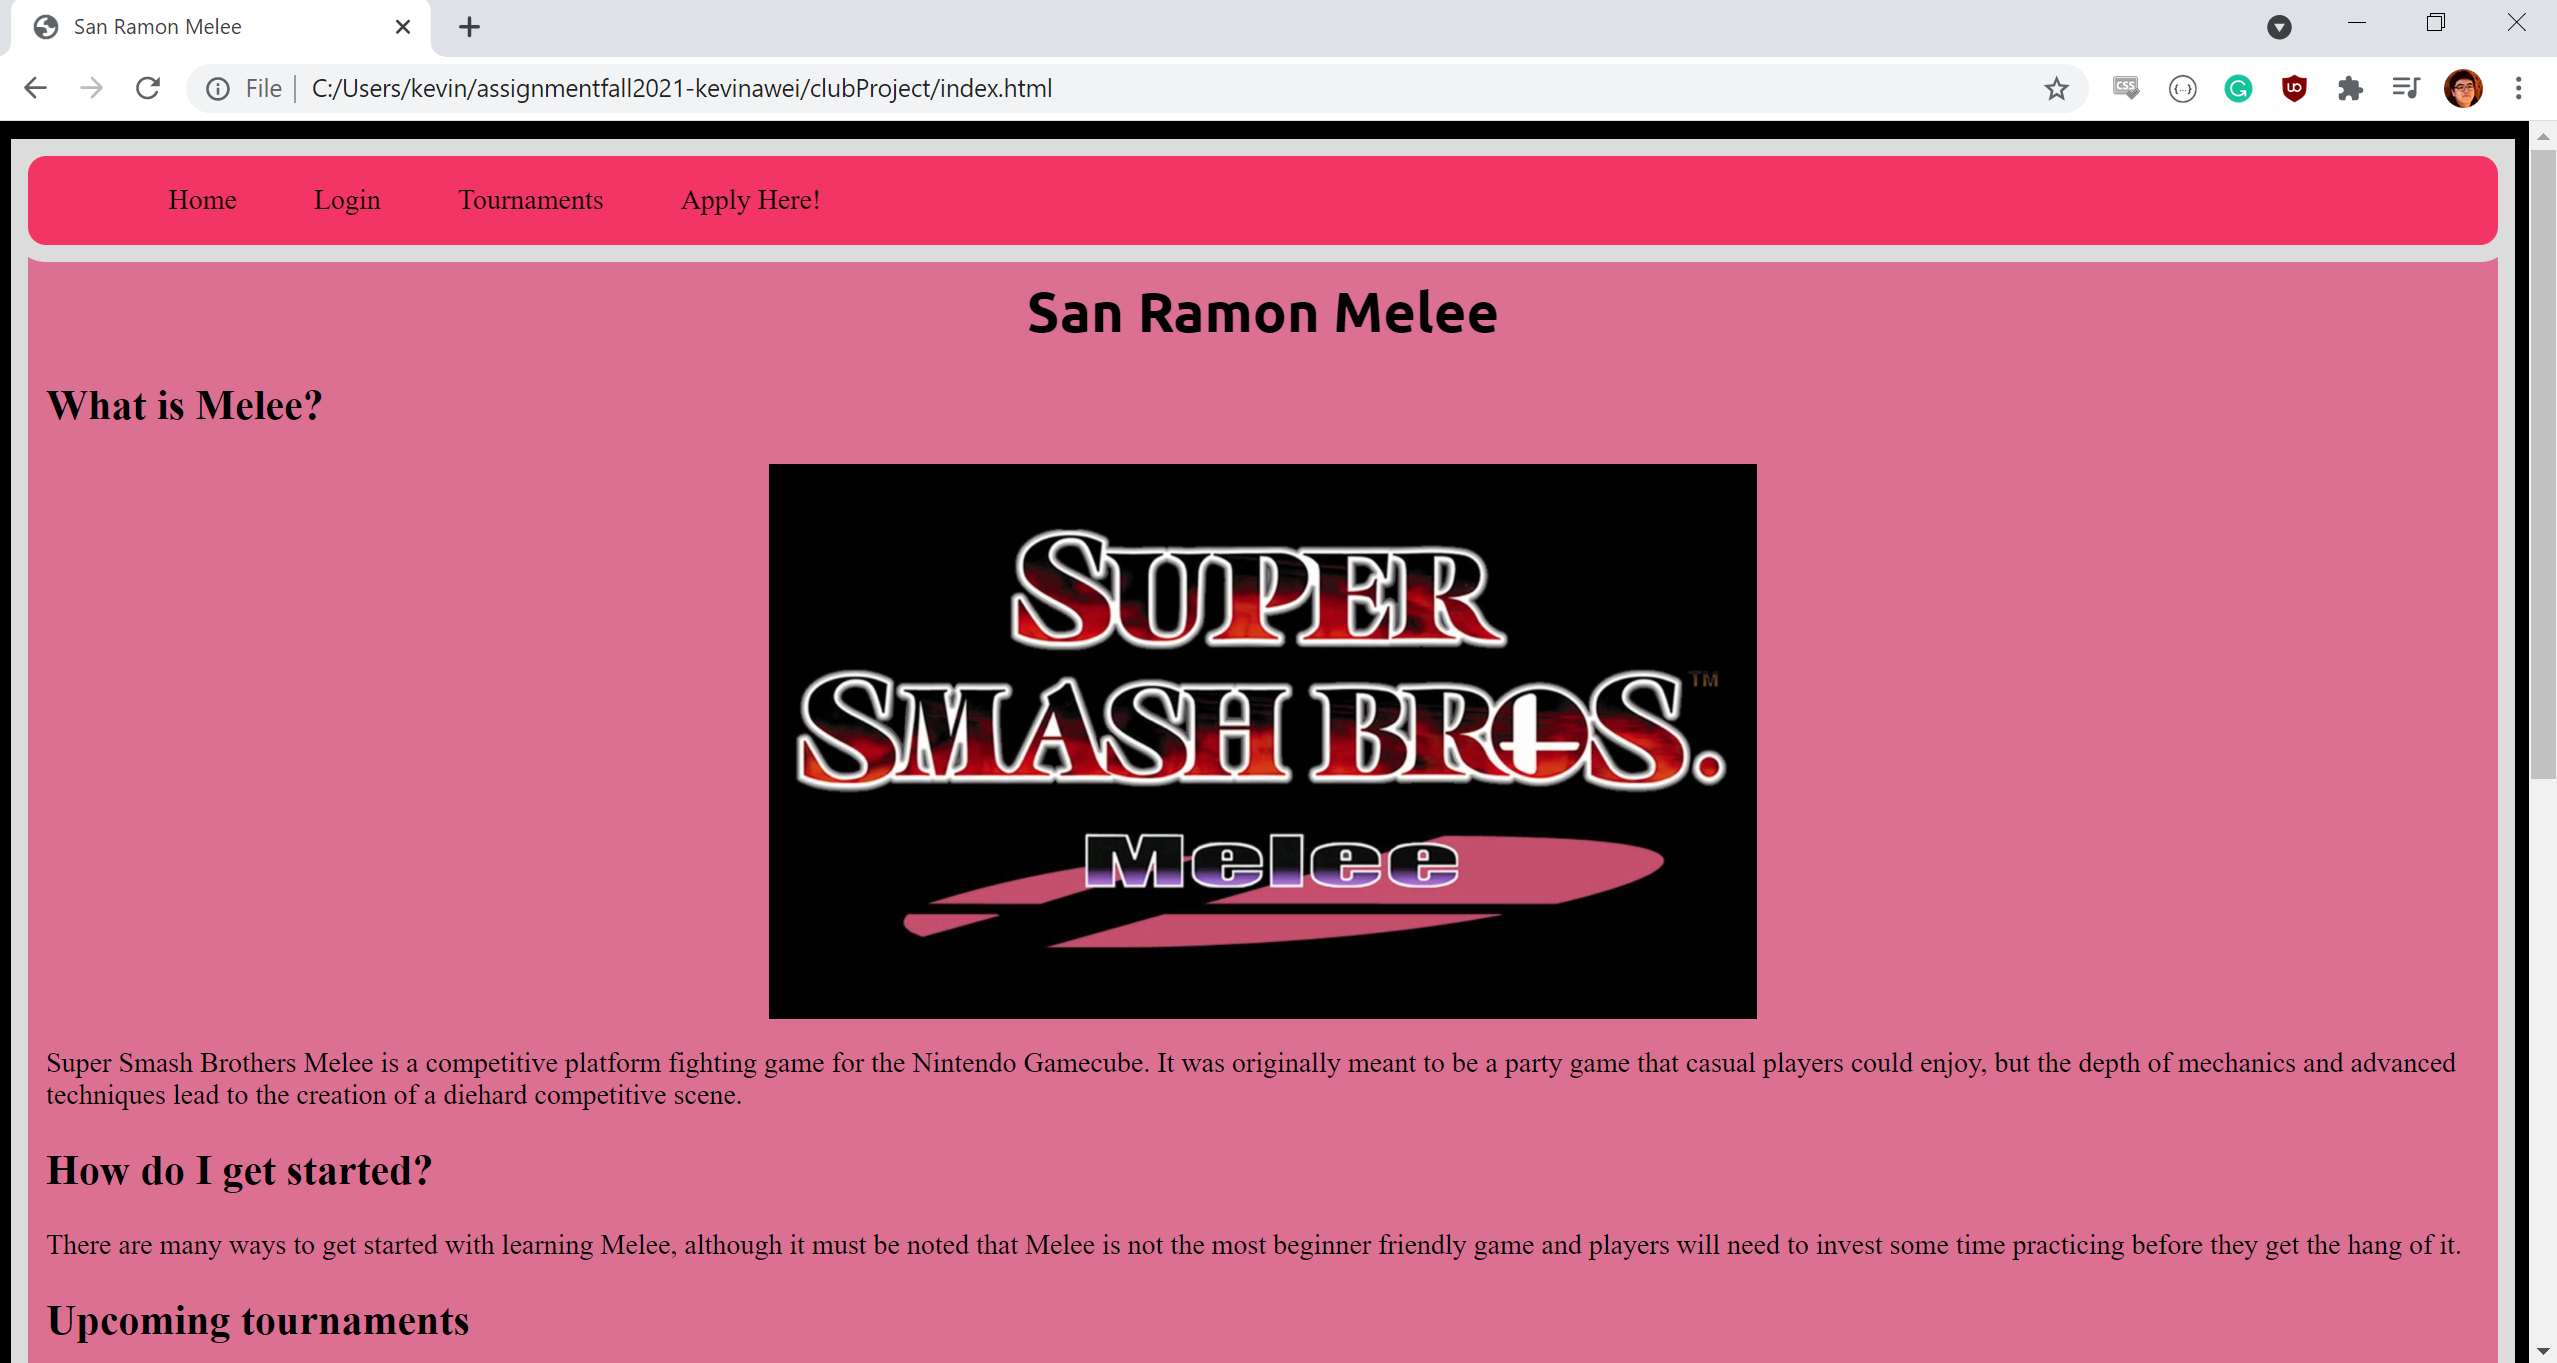 San Ramon Melee
File | C:/Users/kevin/assignmentfall2021-kevinawei/clubProject/index.html
CSS
{...}
G
UO
Home Login Tournaments Apply Here!
San Ramon Melee
What is Melee?
SUPER
SMASH BROS.™
Melee
Super Smash Brothers Melee is a competitive platform fighting game for the Nintendo Gamecube. It was originally meant to be a party game that casual players could enjoy, but the depth of mechanics and advanced
techniques lead to the creation of a diehard competitive scene.
How do I get started?
There are many ways to get started with learning Melee, although it must be noted that Melee is not the most beginner friendly game and players will need to invest some time practicing before they get the hang of it.
Upcoming tournaments